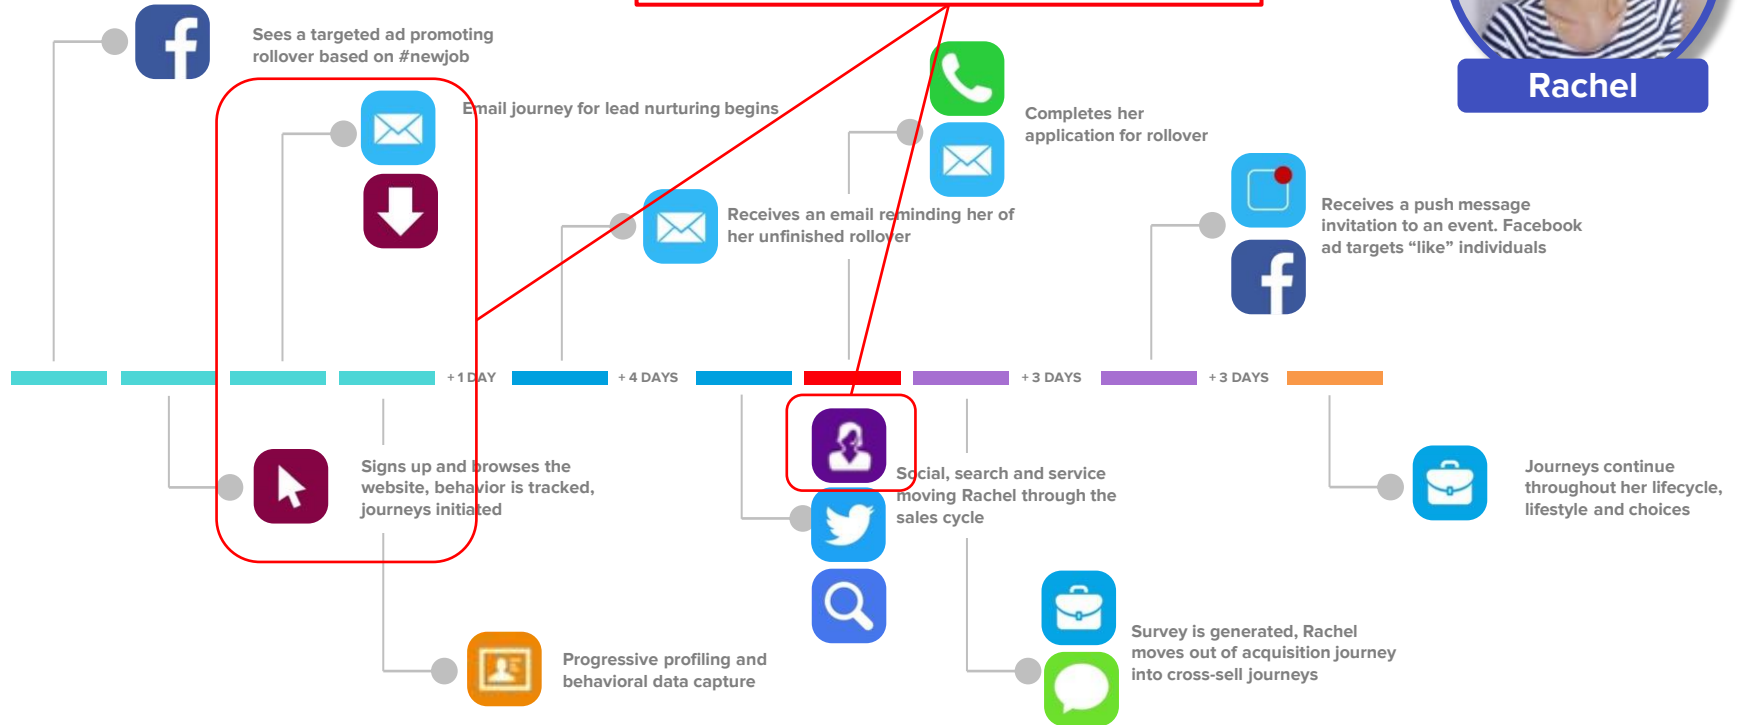 Sees a targeted ad promoting
rollover based on #newjob
Email journey for lead nurturing begins
Completes her
application for rollover
Rachel
Receives an email reminding her of
her unfinished rollover
Receives a push message
invitation to an event. Facebook
ad targets “like” individuals
+ 1 DAY
+ 4 DAYS
+ 3 DAYS
+ 3 DAYS
Signs up and browses the
website, behavior is tracked,
journeys initiated
Social, search and service
moving Rachel through the
sales cycle
Journeys continue
throughout her lifecycle,
lifestyle and choices
Progressive profiling and
behavioral data capture
Survey is generated, Rachel
moves out of acquisition journey
into cross-sell journeys